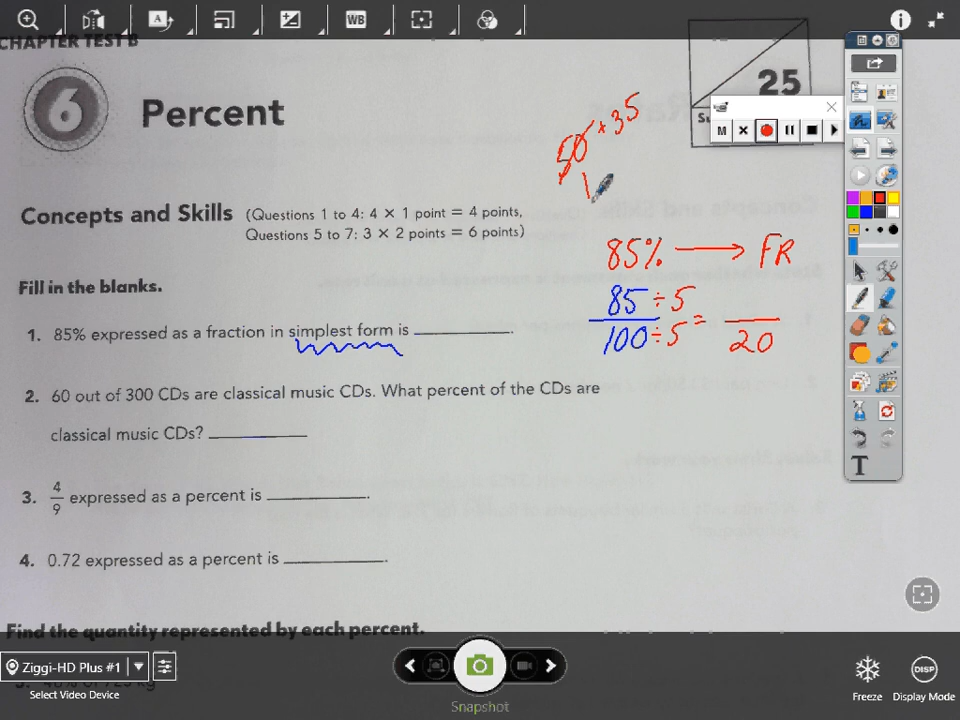 WB
CHAPTER TEST B
6
Percent
25
M
50 + 35
Concepts and Skills (Questions 1 to 4: 4 × 1 point = 4 points,
Questions 5 to 7: 3 × 2 points = 6 points)
85% → FR
Fill in the blanks.
85 ÷ 5
100 ÷ 5 =
20
1. 85% expressed as a fraction in simplest form is ________.
2. 60 out of 300 CDs are classical music CDs. What percent of the CDs are
classical music CDs? ________
3. 4/9 expressed as a percent is ________.
4. 0.72 expressed as a percent is ________.
T
Find the quantity represented by each percent.
Ziggi-HD Plus #1
Select Video Device
Snapshot
Freeze
DISP
Display Mode